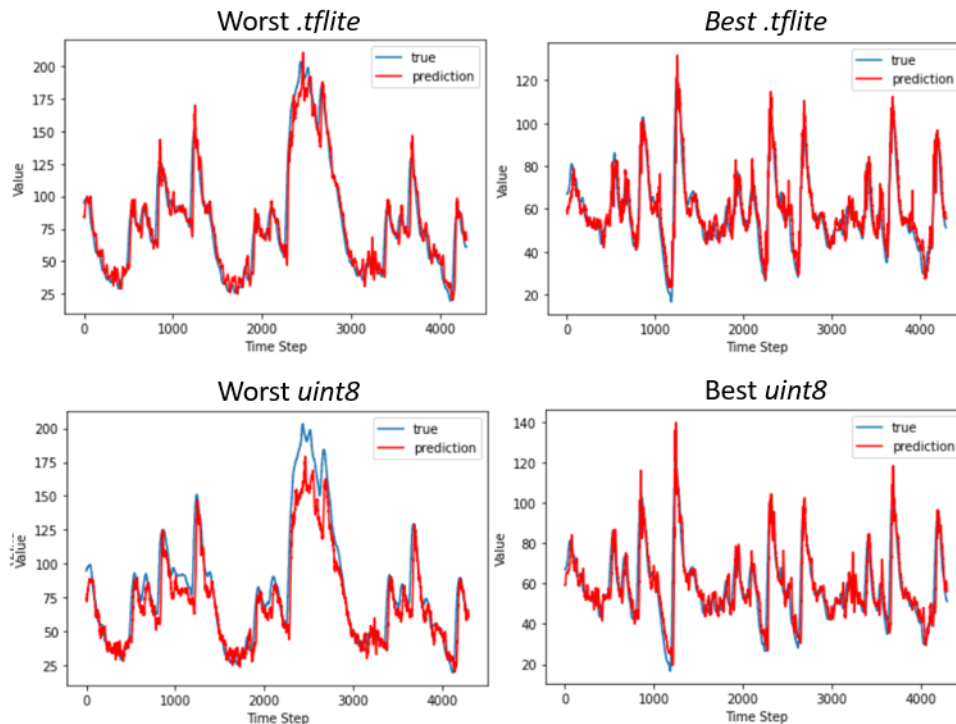 Worst .tflite
200
175
150
125
100
75
50
25
Value
true
prediction
0 1000 2000 3000 4000
Time Step
Best .tflite
120
100
80
60
40
20
Value
true
prediction
0 1000 2000 3000 4000
Time Step
Worst uint8
200
175
150
125
100
75
50
25
Value
true
prediction
0 1000 2000 3000 4000
Time Step
Best uint8
140
120
100
80
60
40
20
Value
true
prediction
0 1000 2000 3000 4000
Time Step